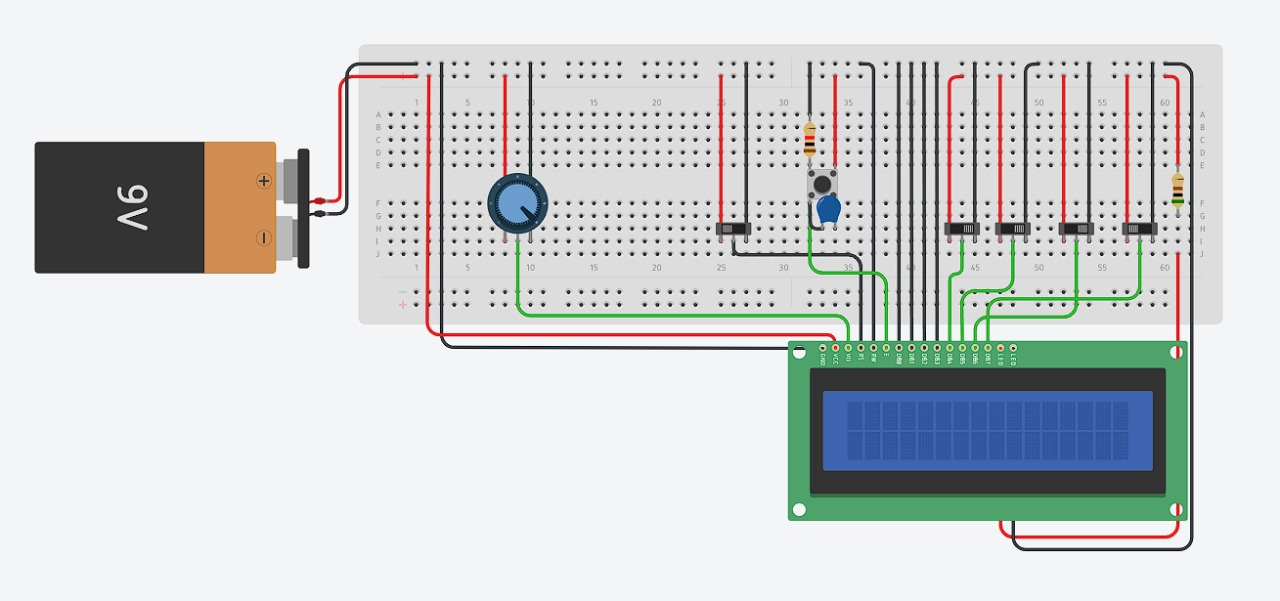 1 5 10 15 20 25 30 35 40 45 50 55 60
A A
B B
C C
D D
E E
F F
G G
H H
I I
J J
1 5 10 15 20 25 30 35 40 45 50 55 60
9V
+
−
−
+
GND VCC V0 RS RW E DB0 DB1 DB2 DB3 DB4 DB5 DB6 DB7 LED LED